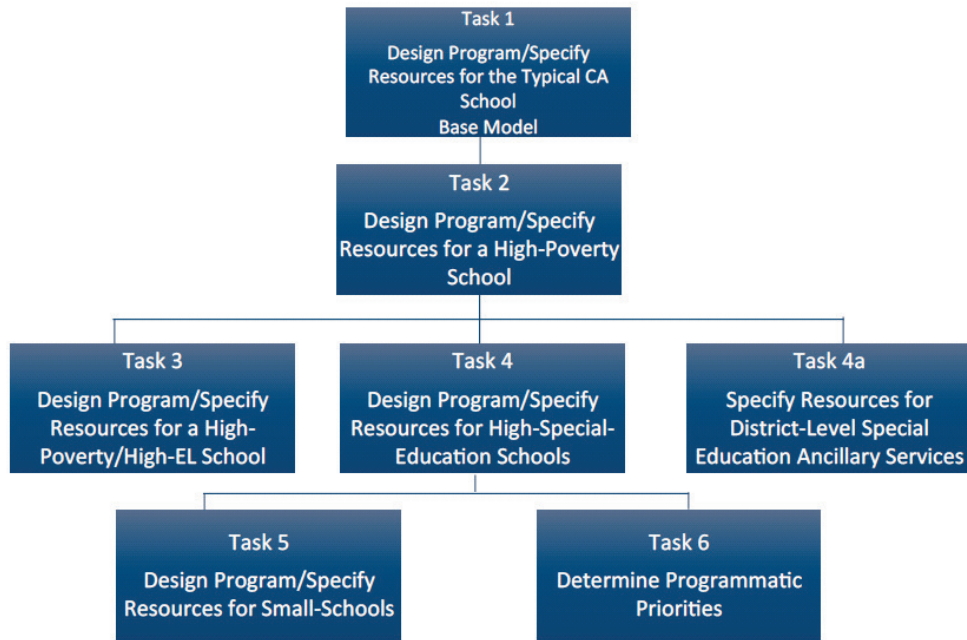 Task 1
Design Program/Specify
Resources for the Typical CA
School
Base Model
Task 2
Design Program/Specify
Resources for a High-Poverty
School
Task 3
Design Program/Specify
Resources for a High-
Poverty/High-EL School
Task 4
Design Program/Specify
Resources for High-Special-
Education Schools
Task 4a
Specify Resources for
District-Level Special
Education Ancillary Services
Task 5
Design Program/Specify
Resources for Small-Schools
Task 6
Determine Programmatic
Priorities